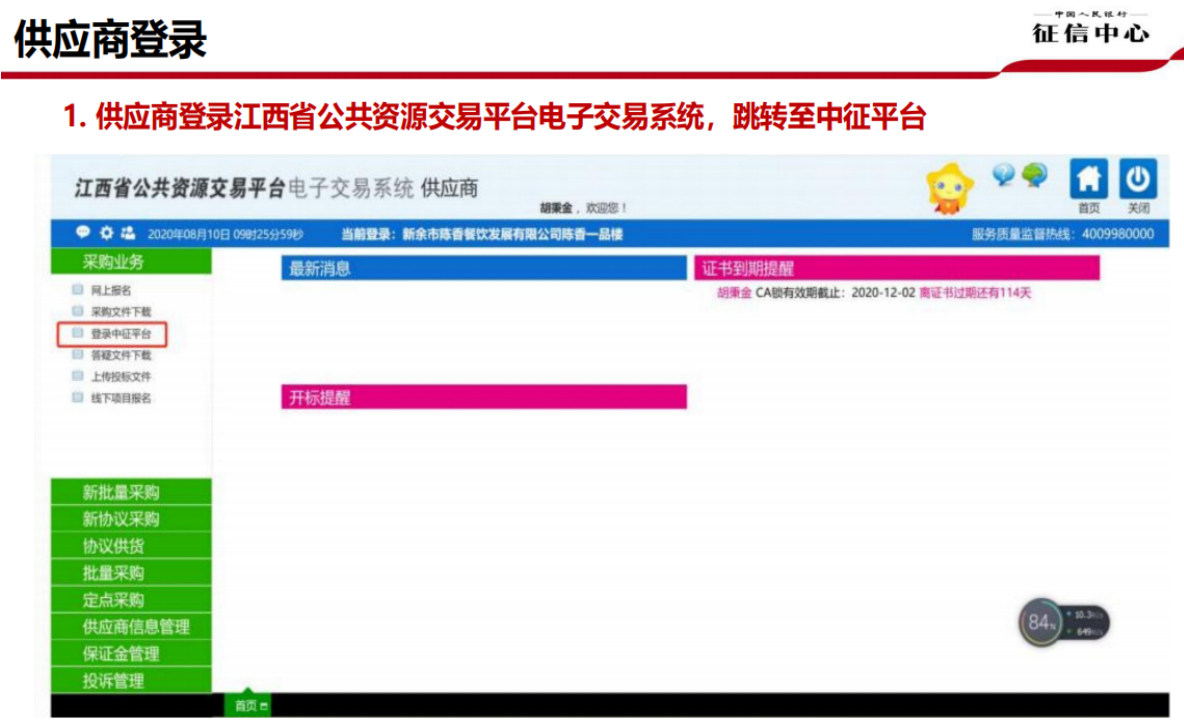 供应商登录
中国人民银行
征信中心
1. 供应商登录江西省公共资源交易平台电子交易系统，跳转至中征平台
江西省公共资源交易平台电子交易系统 供应商
胡秉金，欢迎您！
首页
关闭
2020年08月10日 09时25分59秒
当前登录：新余市陈香餐饮发展有限公司陈香一品楼
服务质量监督热线：4009980000
采购业务
网上报名
采购文件下载
登录中征平台
答疑文件下载
上传投标文件
线下项目报名
最新消息
证书到期提醒
胡秉金 CA锁有效期截止：2020-12-02 离证书过期还有114天
开标提醒
新批量采购
新协议采购
协议供货
批量采购
定点采购
供应商信息管理
保证金管理
投诉管理
84%
10.3
649
首页